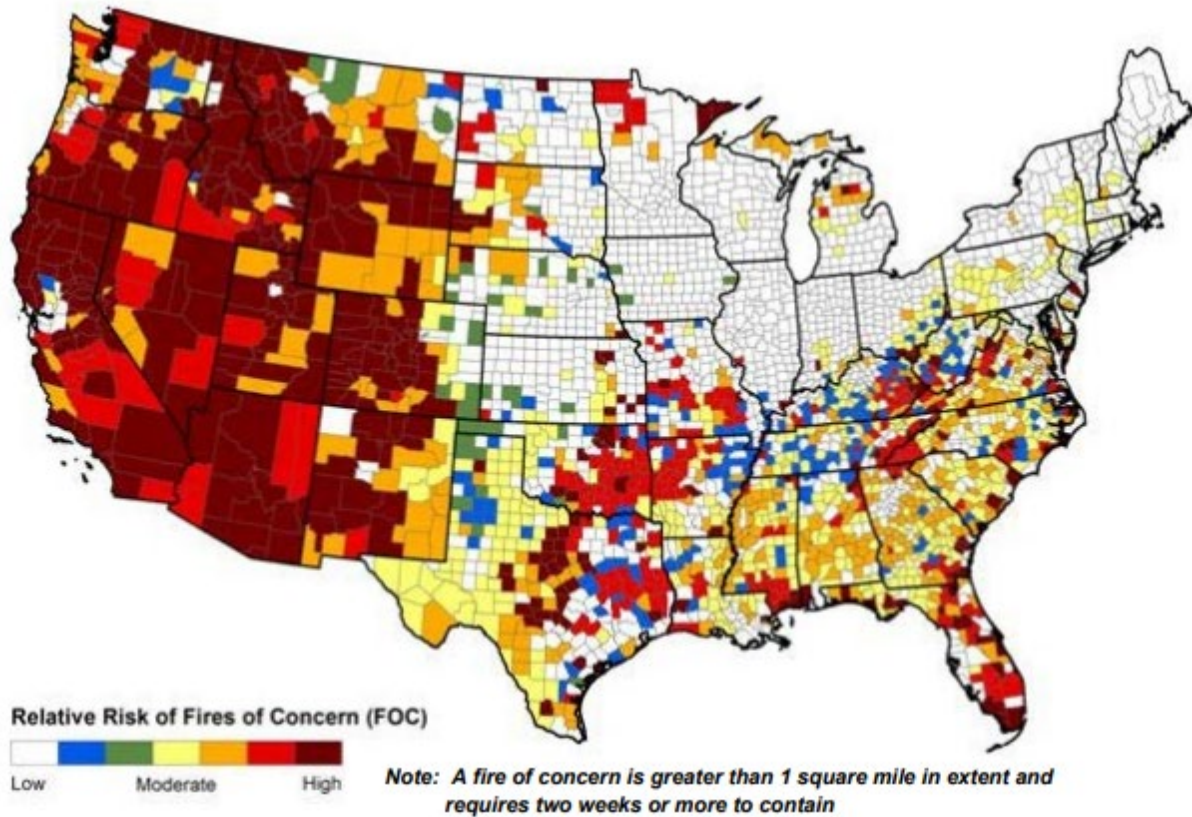 Relative Risk of Fires of Concern (FOC)
Low Moderate High
Note: A fire of concern is greater than 1 square mile in extent and
requires two weeks or more to contain